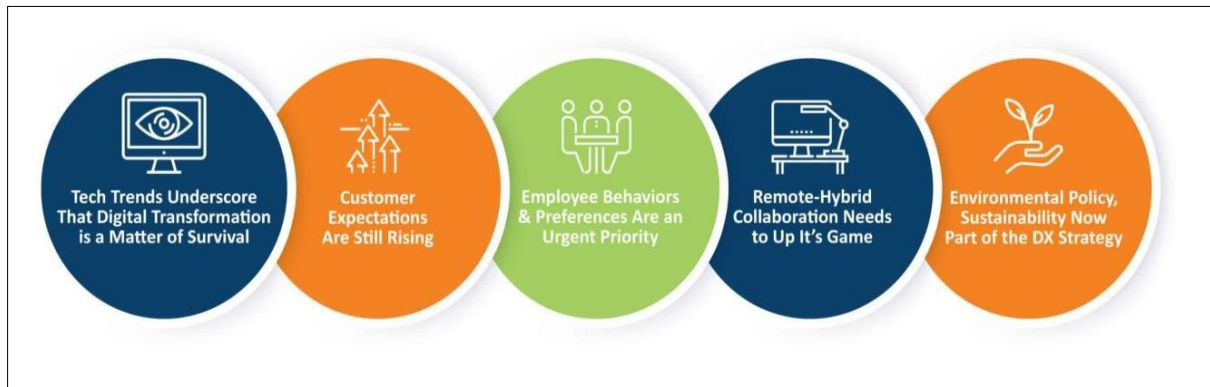 Tech Trends Underscore
That Digital Transformation
is a Matter of Survival
Customer
Expectations
Are Still Rising
Employee Behaviors
& Preferences Are an
Urgent Priority
Remote-Hybrid
Collaboration Needs
to Up It's Game
Environmental Policy,
Sustainability Now
Part of the DX Strategy